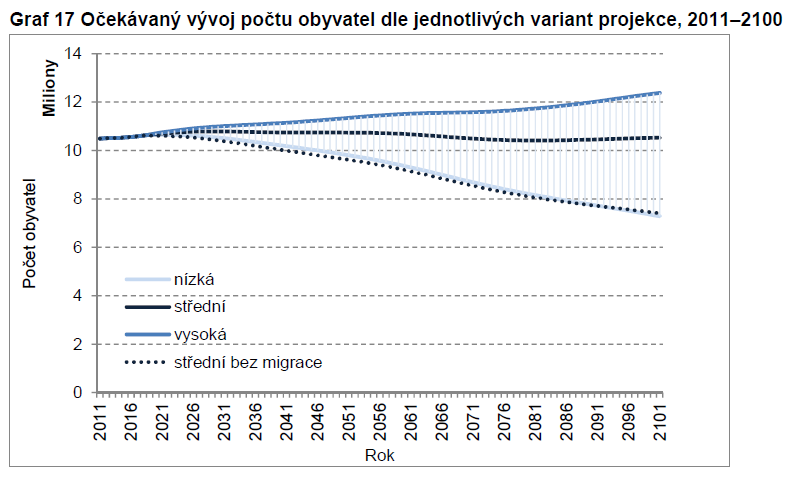 Graf 17 Očekávaný vývoj počtu obyvatel dle jednotlivých variant projekce, 2011–2100
Miliony
Počet obyvatel
14
12
10
8
6
4
2
0
nízká
střední
vysoká
střední bez migrace
2011 2016 2021 2026 2031 2036 2041 2046 2051 2056 2061 2066 2071 2076 2081 2086 2091 2096 2101
Rok